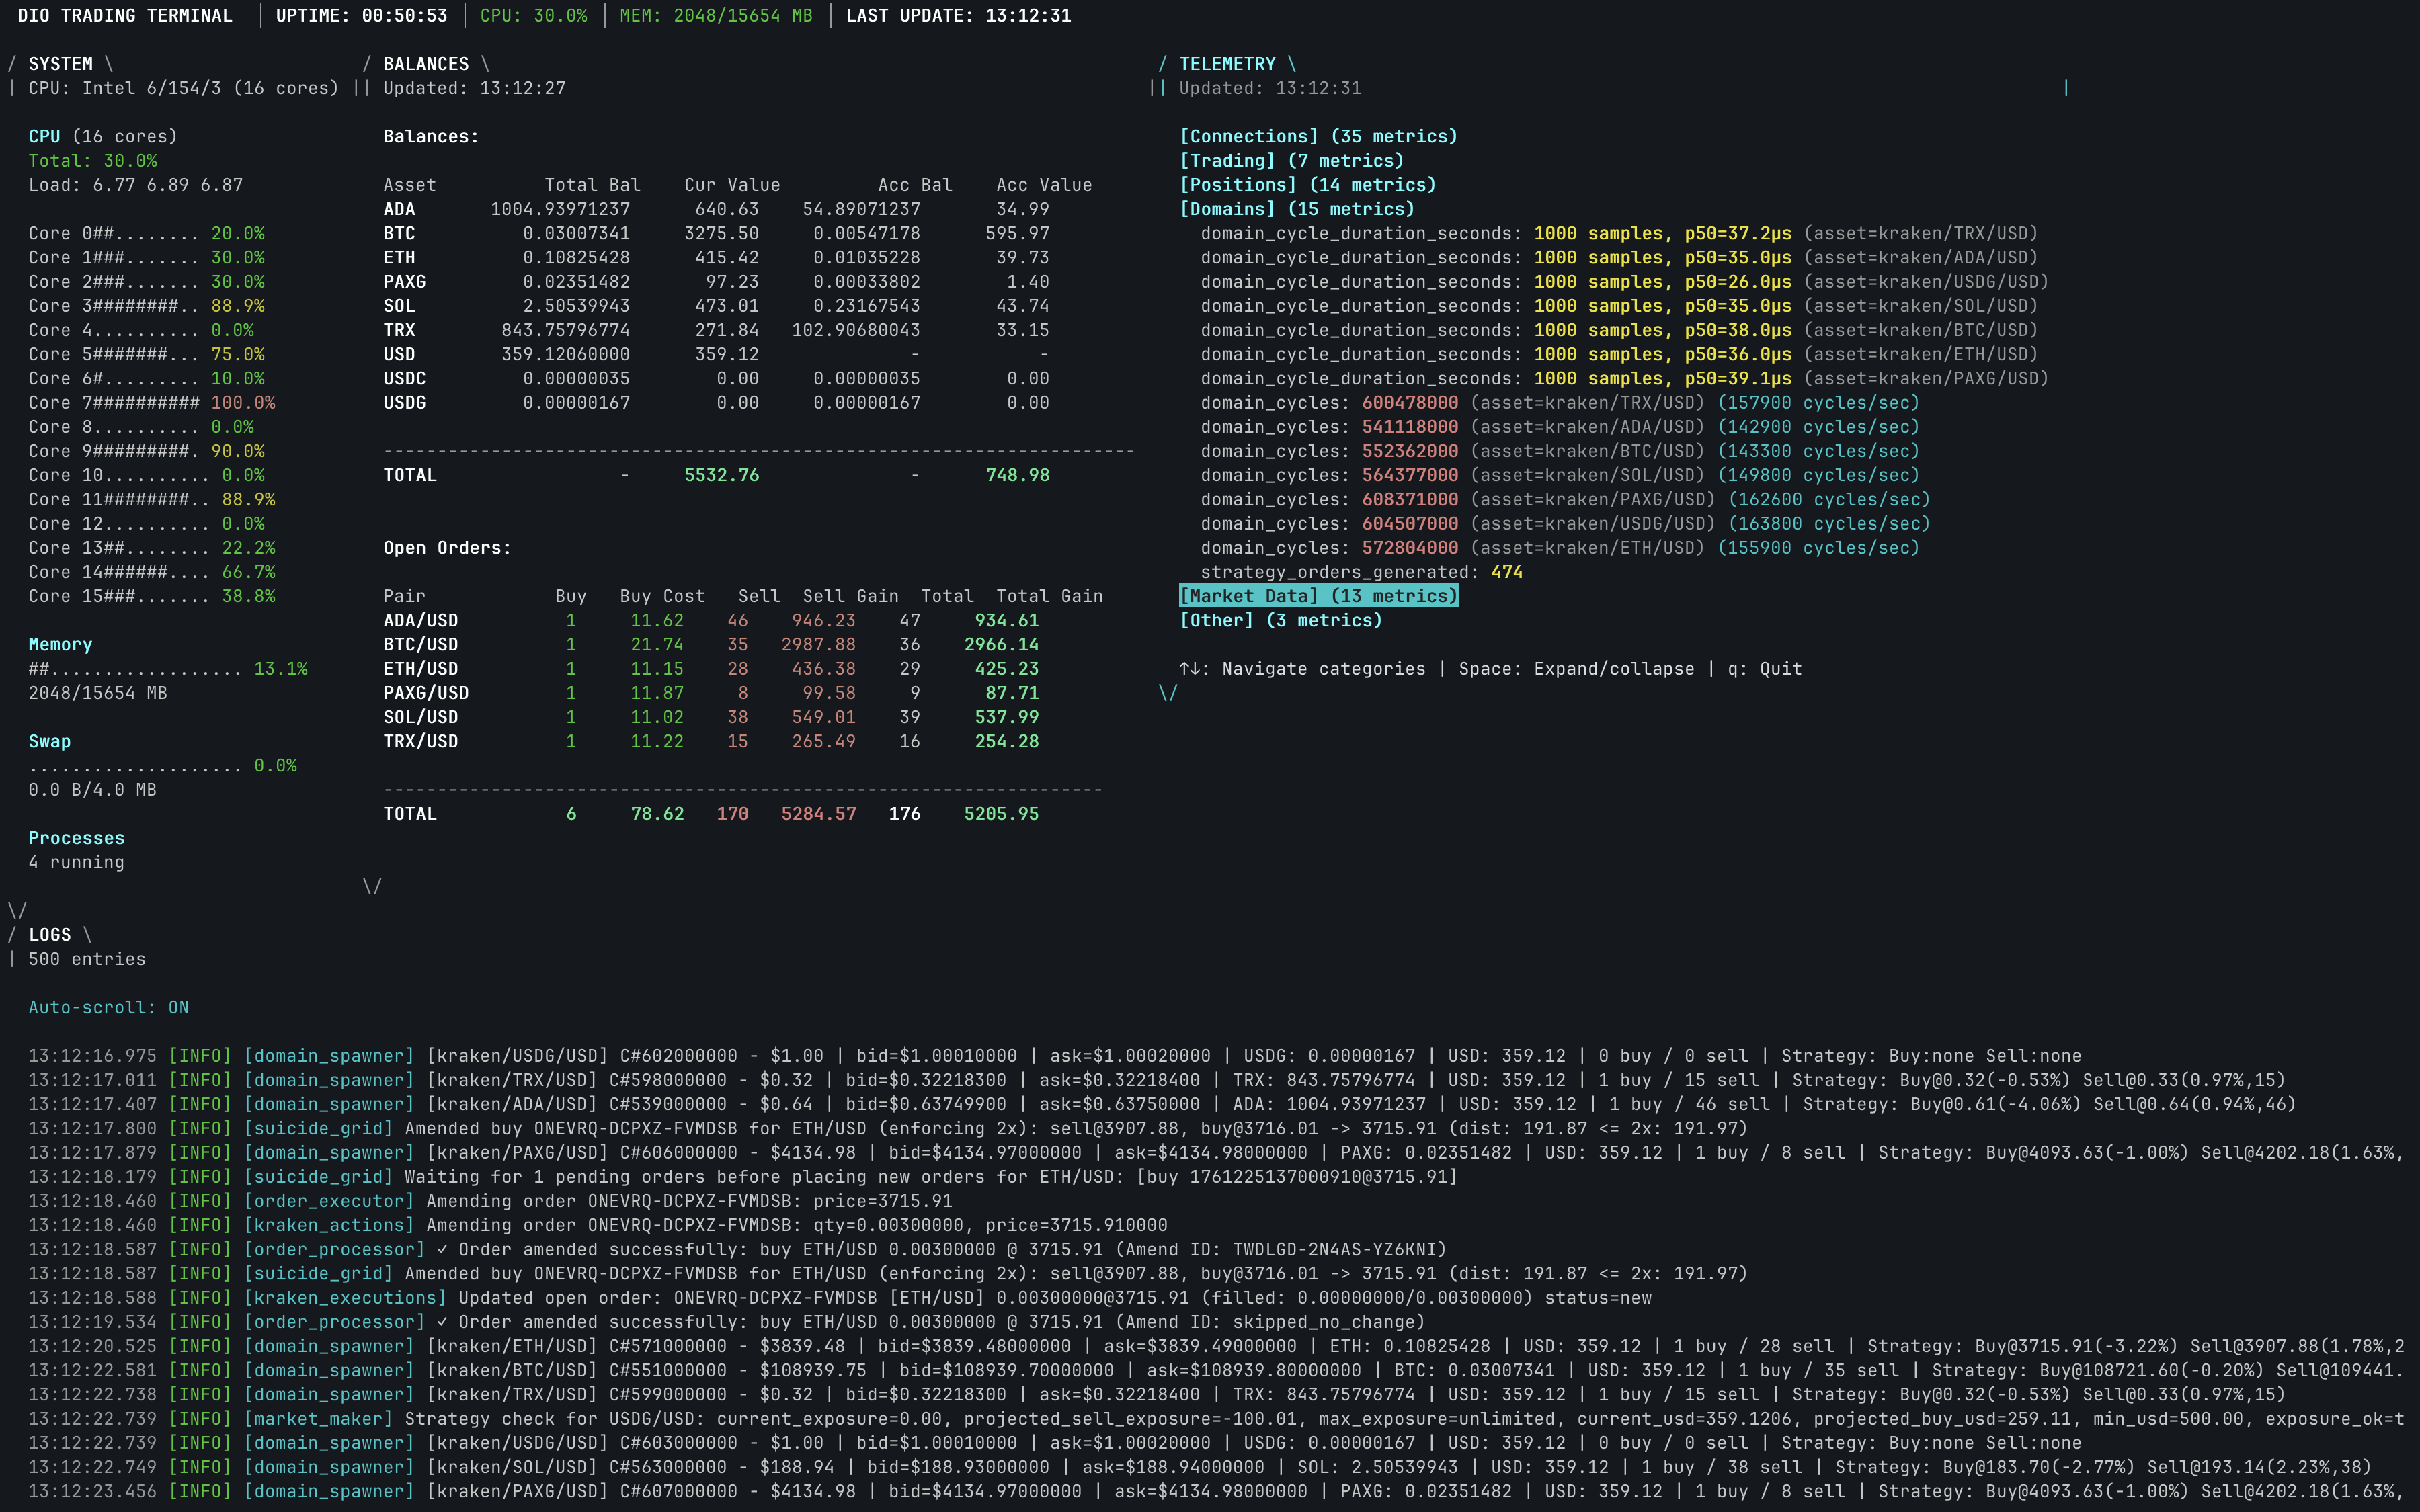 DIO TRADING TERMINAL │ UPTIME: 00:50:53 │ CPU: 30.0% │ MEM: 2048/15654 MB │ LAST UPDATE: 13:12:31
/ SYSTEM \
| CPU: Intel 6/154/3 (16 cores) |
CPU (16 cores)
Total: 30.0%
Load: 6.77 6.89 6.87
Core 0##........ 20.0%
Core 1###....... 30.0%
Core 2###....... 30.0%
Core 3########.. 88.9%
Core 4.......... 0.0%
Core 5#######... 75.0%
Core 6#......... 10.0%
Core 7########## 100.0%
Core 8.......... 0.0%
Core 9#########. 90.0%
Core 10.......... 0.0%
Core 11########.. 88.9%
Core 12.......... 0.0%
Core 13##........ 22.2%
Core 14######.... 66.7%
Core 15###....... 38.8%
Memory
##.................. 13.1%
2048/15654 MB
Swap
.................... 0.0%
0.0 B/4.0 MB
Processes
4 running
\/
/ BALANCES \
| Updated: 13:12:27 |
Balances:
Asset Total Bal Cur Value Acc Bal Acc Value
ADA 1004.93971237 640.63 54.89071237 34.99
BTC 0.03007341 3275.50 0.00547178 595.97
ETH 0.10825428 415.42 0.01035228 39.73
PAXG 0.02351482 97.23 0.00033802 1.40
SOL 2.50539943 473.01 0.23167543 43.74
TRX 843.75796774 271.84 102.90680043 33.15
USD 359.12060000 359.12 - -
USDC 0.00000035 0.00 0.00000035 0.00
USDG 0.00000167 0.00 0.00000167 0.00
----------------------------------------------------------------------
TOTAL - 5532.76 - 748.98
Open Orders:
Pair Buy Buy Cost Sell Sell Gain Total Total Gain
ADA/USD 1 11.62 46 946.23 47 934.61
BTC/USD 1 21.74 35 2987.88 36 2966.14
ETH/USD 1 11.15 28 436.38 29 425.23
PAXG/USD 1 11.87 8 99.58 9 87.71
SOL/USD 1 11.02 38 549.01 39 537.99
TRX/USD 1 11.22 15 265.49 16 254.28
-------------------------------------------------------------------
TOTAL 6 78.62 170 5284.57 176 5205.95
\/
/ TELEMETRY \
| Updated: 13:12:31 |
[Connections] (35 metrics)
[Trading] (7 metrics)
[Positions] (14 metrics)
[Domains] (15 metrics)
domain_cycle_duration_seconds: 1000 samples, p50=37.2µs (asset=kraken/TRX/USD)
domain_cycle_duration_seconds: 1000 samples, p50=35.0µs (asset=kraken/ADA/USD)
domain_cycle_duration_seconds: 1000 samples, p50=26.0µs (asset=kraken/USDG/USD)
domain_cycle_duration_seconds: 1000 samples, p50=35.0µs (asset=kraken/SOL/USD)
domain_cycle_duration_seconds: 1000 samples, p50=38.0µs (asset=kraken/BTC/USD)
domain_cycle_duration_seconds: 1000 samples, p50=36.0µs (asset=kraken/ETH/USD)
domain_cycle_duration_seconds: 1000 samples, p50=39.1µs (asset=kraken/PAXG/USD)
domain_cycles: 600478000 (asset=kraken/TRX/USD) (157900 cycles/sec)
domain_cycles: 541118000 (asset=kraken/ADA/USD) (142900 cycles/sec)
domain_cycles: 552362000 (asset=kraken/BTC/USD) (143300 cycles/sec)
domain_cycles: 564377000 (asset=kraken/SOL/USD) (149800 cycles/sec)
domain_cycles: 608371000 (asset=kraken/PAXG/USD) (162600 cycles/sec)
domain_cycles: 604507000 (asset=kraken/USDG/USD) (163800 cycles/sec)
domain_cycles: 572804000 (asset=kraken/ETH/USD) (155900 cycles/sec)
strategy_orders_generated: 474
[Market Data] (13 metrics)
[Other] (3 metrics)
↑↓: Navigate categories | Space: Expand/collapse | q: Quit
\/
/ LOGS \
| 500 entries
Auto-scroll: ON
13:12:16.975 [INFO] [domain_spawner] [kraken/USDG/USD] C#602000000 - $1.00 | bid=$1.00010000 | ask=$1.00020000 | USDG: 0.00000167 | USD: 359.12 | 0 buy / 0 sell | Strategy: Buy:none Sell:none
13:12:17.011 [INFO] [domain_spawner] [kraken/TRX/USD] C#598000000 - $0.32 | bid=$0.32218300 | ask=$0.32218400 | TRX: 843.75796774 | USD: 359.12 | 1 buy / 15 sell | Strategy: Buy@0.32(-0.53%) Sell@0.33(0.97%,15)
13:12:17.407 [INFO] [domain_spawner] [kraken/ADA/USD] C#539000000 - $0.64 | bid=$0.63749900 | ask=$0.63750000 | ADA: 1004.93971237 | USD: 359.12 | 1 buy / 46 sell | Strategy: Buy@0.61(-4.06%) Sell@0.64(0.94%,46)
13:12:17.800 [INFO] [suicide_grid] Amended buy ONEVRQ-DCPXZ-FVMDSB for ETH/USD (enforcing 2x): sell@3907.88, buy@3716.01 -> 3715.91 (dist: 191.87 <= 2x: 191.97)
13:12:17.879 [INFO] [domain_spawner] [kraken/PAXG/USD] C#606000000 - $4134.98 | bid=$4134.97000000 | ask=$4134.98000000 | PAXG: 0.02351482 | USD: 359.12 | 1 buy / 8 sell | Strategy: Buy@4093.63(-1.00%) Sell@4202.18(1.63%,
13:12:18.179 [INFO] [suicide_grid] Waiting for 1 pending orders before placing new orders for ETH/USD: [buy 1761225137000910@3715.91]
13:12:18.460 [INFO] [order_executor] Amending order ONEVRQ-DCPXZ-FVMDSB: price=3715.91
13:12:18.460 [INFO] [kraken_actions] Amending order ONEVRQ-DCPXZ-FVMDSB: qty=0.00300000, price=3715.910000
13:12:18.587 [INFO] [order_processor] ✓ Order amended successfully: buy ETH/USD 0.00300000 @ 3715.91 (Amend ID: TWDLGD-2N4AS-YZ6KNI)
13:12:18.587 [INFO] [suicide_grid] Amended buy ONEVRQ-DCPXZ-FVMDSB for ETH/USD (enforcing 2x): sell@3907.88, buy@3716.01 -> 3715.91 (dist: 191.87 <= 2x: 191.97)
13:12:18.588 [INFO] [kraken_executions] Updated open order: ONEVRQ-DCPXZ-FVMDSB [ETH/USD] 0.00300000@3715.91 (filled: 0.00000000/0.00300000) status=new
13:12:19.534 [INFO] [order_processor] ✓ Order amended successfully: buy ETH/USD 0.00300000 @ 3715.91 (Amend ID: skipped_no_change)
13:12:20.525 [INFO] [domain_spawner] [kraken/ETH/USD] C#571000000 - $3839.48 | bid=$3839.48000000 | ask=$3839.49000000 | ETH: 0.10825428 | USD: 359.12 | 1 buy / 28 sell | Strategy: Buy@3715.91(-3.22%) Sell@3907.88(1.78%,2
13:12:22.581 [INFO] [domain_spawner] [kraken/BTC/USD] C#551000000 - $108939.75 | bid=$108939.70000000 | ask=$108939.80000000 | BTC: 0.03007341 | USD: 359.12 | 1 buy / 35 sell | Strategy: Buy@108721.60(-0.20%) Sell@109441.
13:12:22.738 [INFO] [domain_spawner] [kraken/TRX/USD] C#599000000 - $0.32 | bid=$0.32218300 | ask=$0.32218400 | TRX: 843.75796774 | USD: 359.12 | 1 buy / 15 sell | Strategy: Buy@0.32(-0.53%) Sell@0.33(0.97%,15)
13:12:22.739 [INFO] [market_maker] Strategy check for USDG/USD: current_exposure=0.00, projected_sell_exposure=-100.01, max_exposure=unlimited, current_usd=359.1206, projected_buy_usd=259.11, min_usd=500.00, exposure_ok=t
13:12:22.739 [INFO] [domain_spawner] [kraken/USDG/USD] C#603000000 - $1.00 | bid=$1.00010000 | ask=$1.00020000 | USDG: 0.00000167 | USD: 359.12 | 0 buy / 0 sell | Strategy: Buy:none Sell:none
13:12:22.749 [INFO] [domain_spawner] [kraken/SOL/USD] C#563000000 - $188.94 | bid=$188.93000000 | ask=$188.94000000 | SOL: 2.50539943 | USD: 359.12 | 1 buy / 38 sell | Strategy: Buy@183.70(-2.77%) Sell@193.14(2.23%,38)
13:12:23.456 [INFO] [domain_spawner] [kraken/PAXG/USD] C#607000000 - $4134.98 | bid=$4134.97000000 | ask=$4134.98000000 | PAXG: 0.02351482 | USD: 359.12 | 1 buy / 8 sell | Strategy: Buy@4093.63(-1.00%) Sell@4202.18(1.63%,